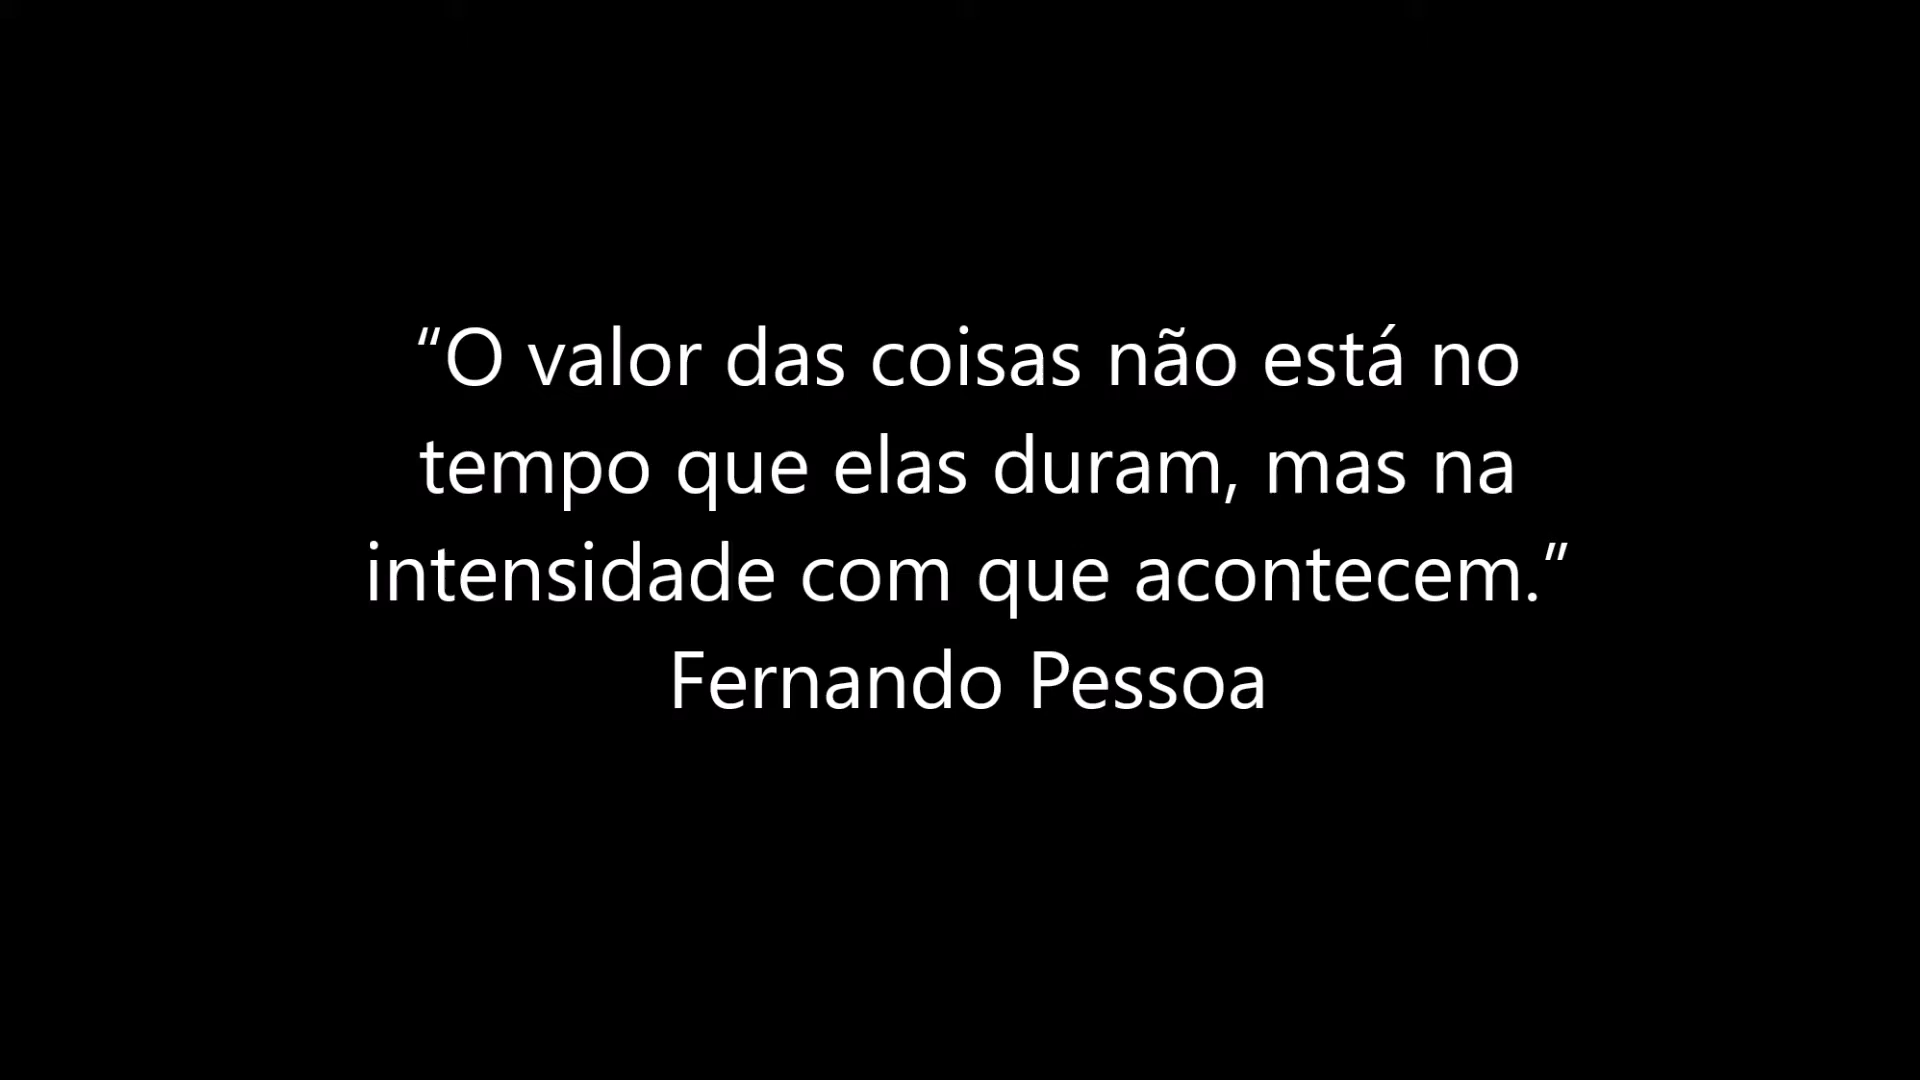 “O valor das coisas não está no
tempo que elas duram, mas na
intensidade com que acontecem.”
Fernando Pessoa